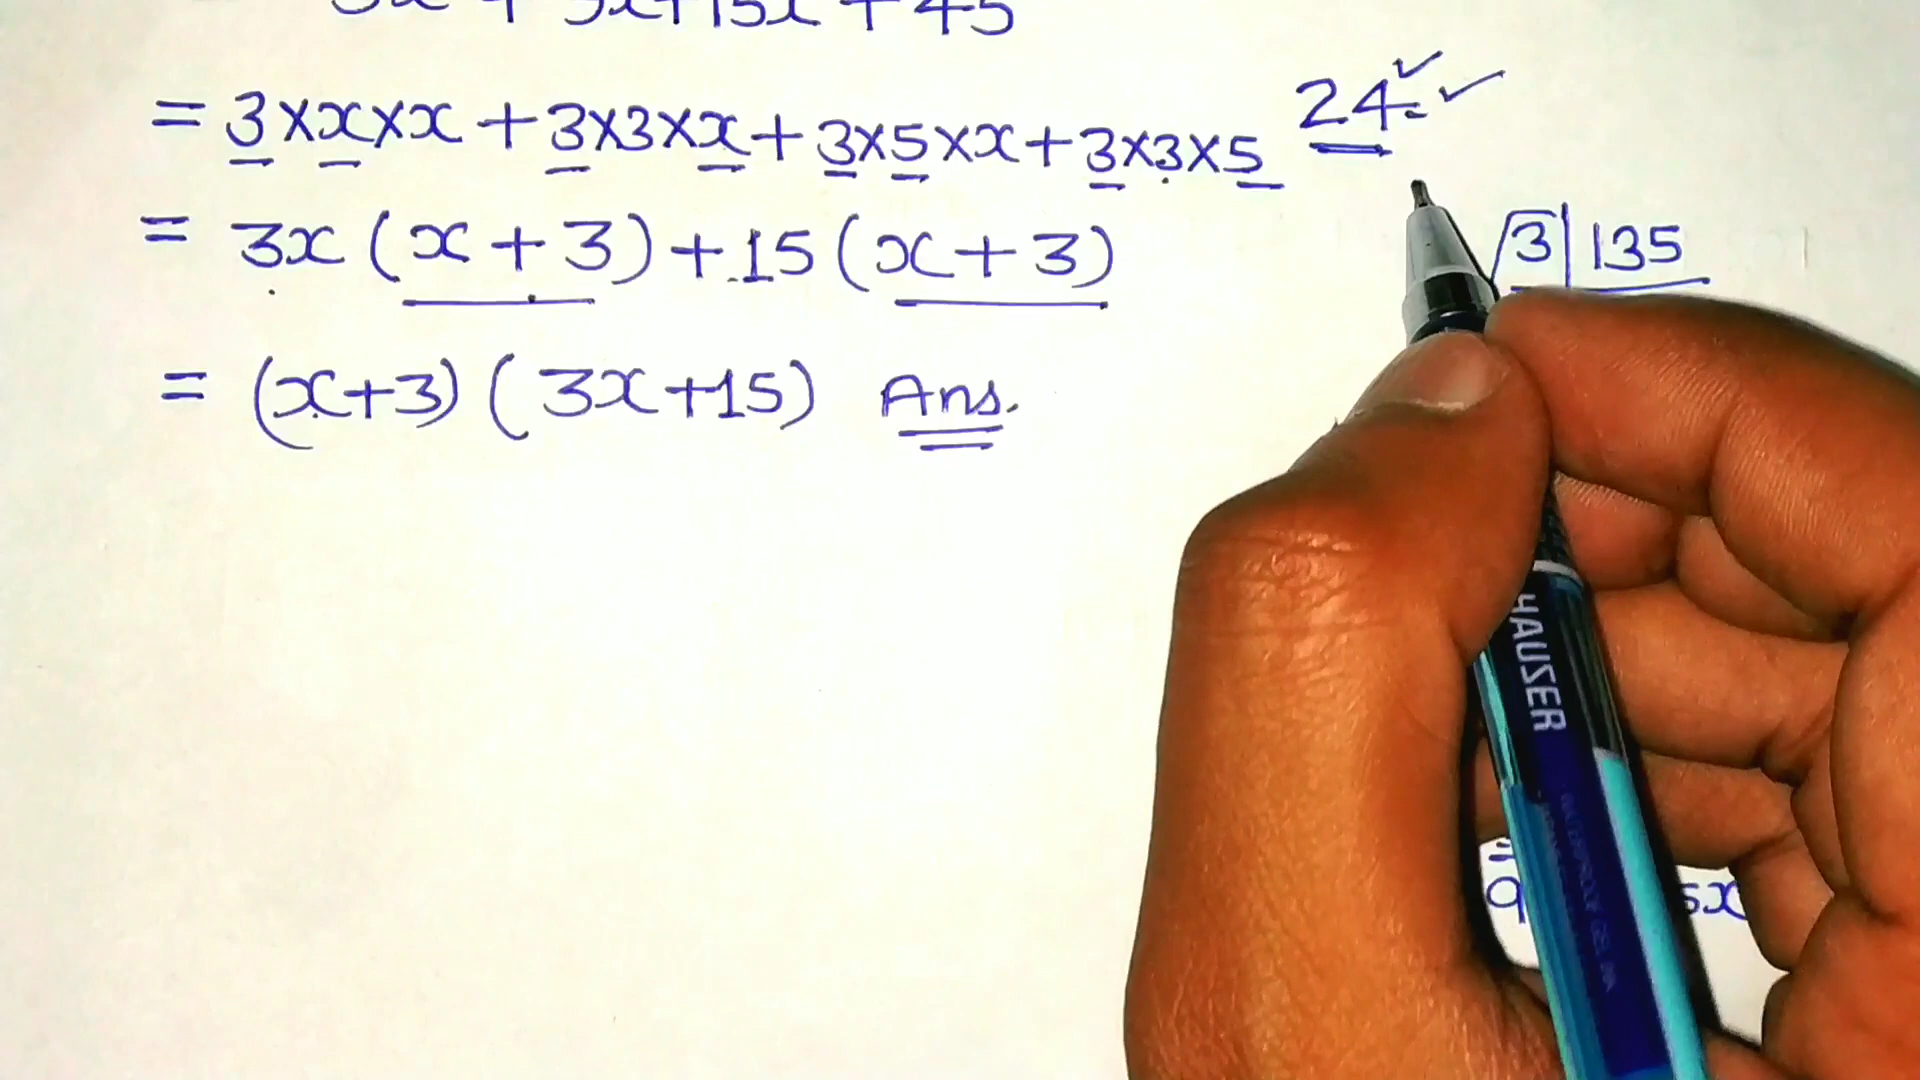 = 3×x×x + 3×3×x + 3×5×x + 3×3×5
24=
= 3x (x + 3) + 15 (x + 3)
3 | 135
= (x+3) ( 3x+15) Ans.
HAUSER